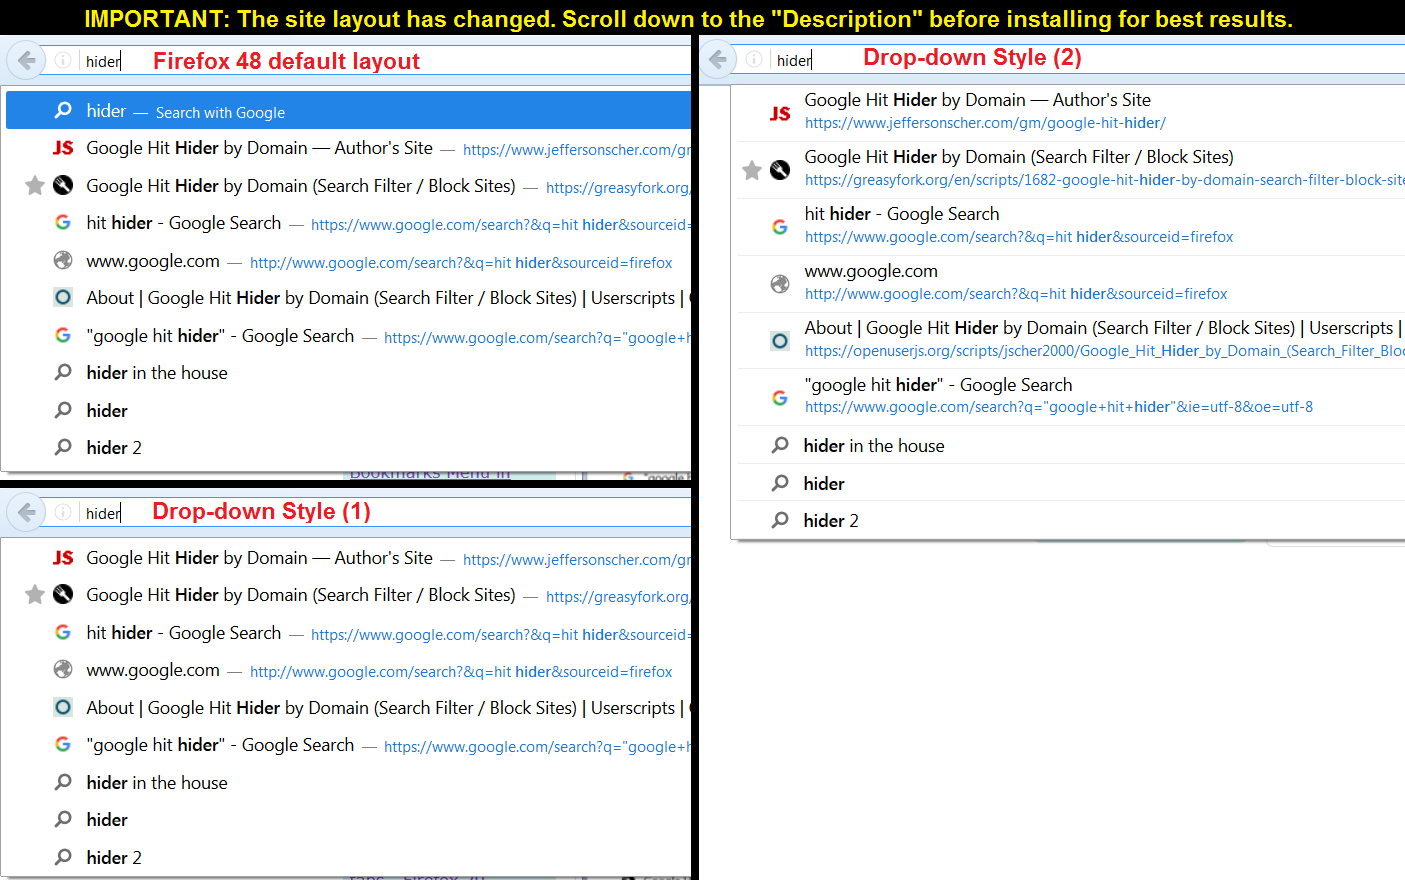 IMPORTANT: The site layout has changed. Scroll down to the "Description" before installing for best results.
hider Firefox 48 default layout
hider — Search with Google
JS Google Hit Hider by Domain — Author's Site — https://www.jeffersonscher.com/gr
Google Hit Hider by Domain (Search Filter / Block Sites) — https://greasyfork.org/
G hit hider - Google Search — https://www.google.com/search?&q=hit hider&sourceid=
www.google.com — http://www.google.com/search?&q=hit hider&sourceid=firefox
About | Google Hit Hider by Domain (Search Filter / Block Sites) | Userscripts |
G "google hit hider" - Google Search — https://www.google.com/search?q="google+h
hider in the house
hider
hider 2
Bookmarks Menu in
hider Drop-down Style (1)
JS Google Hit Hider by Domain — Author's Site — https://www.jeffersonscher.com/gr
Google Hit Hider by Domain (Search Filter / Block Sites) — https://greasyfork.org/
G hit hider - Google Search — https://www.google.com/search?&q=hit hider&sourceid=
www.google.com — http://www.google.com/search?&q=hit hider&sourceid=firefox
About | Google Hit Hider by Domain (Search Filter / Block Sites) | Userscripts |
G "google hit hider" - Google Search — https://www.google.com/search?q="google+h
hider in the house
hider
hider 2
hider Drop-down Style (2)
JS Google Hit Hider by Domain — Author's Site
https://www.jeffersonscher.com/gm/google-hit-hider/
Google Hit Hider by Domain (Search Filter / Block Sites)
https://greasyfork.org/en/scripts/1682-google-hit-hider-by-domain-search-filter-block-site
G hit hider - Google Search
https://www.google.com/search?&q=hit hider&sourceid=firefox
www.google.com
http://www.google.com/search?&q=hit hider&sourceid=firefox
About | Google Hit Hider by Domain (Search Filter / Block Sites) | Userscripts |
https://openuserjs.org/scripts/jscher2000/Google_Hit_Hider_by_Domain_(Search_Filter_Bloc
G "google hit hider" - Google Search
https://www.google.com/search?q="google+hit+hider"&ie=utf-8&oe=utf-8
hider in the house
hider
hider 2